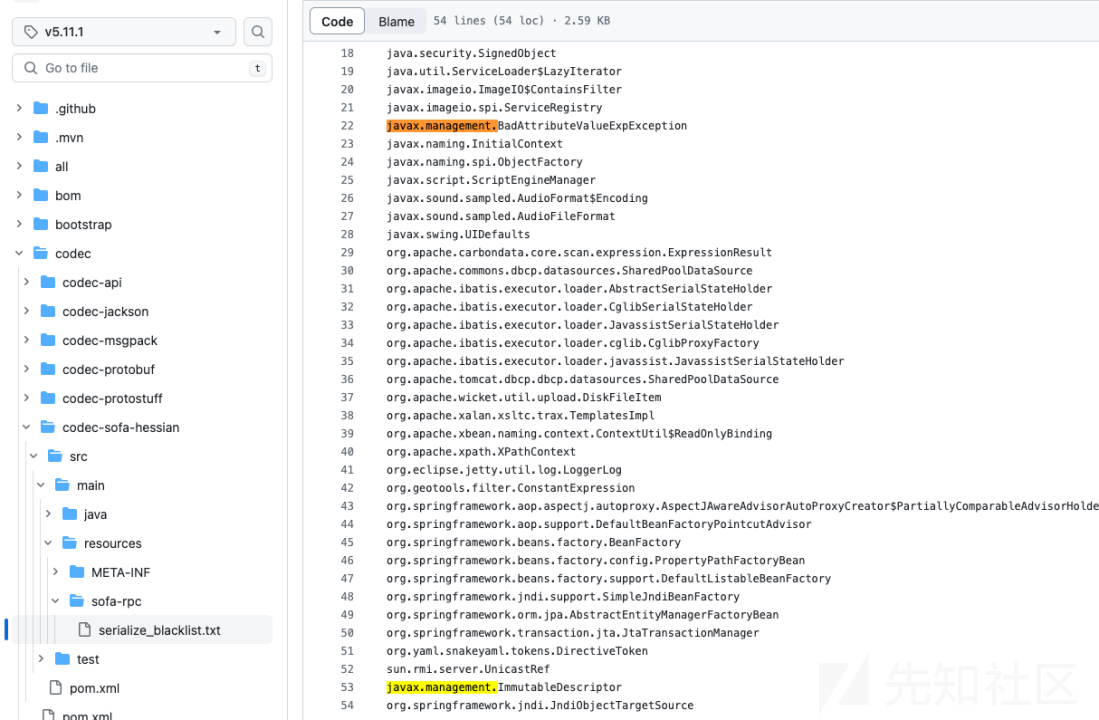 v5.11.1
Go to file
t
.github
.mvn
all
bom
bootstrap
codec
codec-api
codec-jackson
codec-msgpack
codec-protobuf
codec-protostuff
codec-sofa-hessian
src
main
java
resources
META-INF
sofa-rpc
serialize_blacklist.txt
test
pom.xml
pom.xml
Code Blame 54 lines (54 loc) · 2.59 KB
18 java.security.SignedObject
19 java.util.ServiceLoader$LazyIterator
20 javax.imageio.ImageIO$ContainsFilter
21 javax.imageio.spi.ServiceRegistry
22 javax.management.BadAttributeValueExpException
23 javax.naming.InitialContext
24 javax.naming.spi.ObjectFactory
25 javax.script.ScriptEngineManager
26 javax.sound.sampled.AudioFormat$Encoding
27 javax.sound.sampled.AudioFileFormat
28 javax.swing.UIDefaults
29 org.apache.carbondata.core.scan.expression.ExpressionResult
30 org.apache.commons.dbcp.datasources.SharedPoolDataSource
31 org.apache.ibatis.executor.loader.AbstractSerialStateHolder
32 org.apache.ibatis.executor.loader.CglibSerialStateHolder
33 org.apache.ibatis.executor.loader.JavassistSerialStateHolder
34 org.apache.ibatis.executor.loader.cglib.CglibProxyFactory
35 org.apache.ibatis.executor.loader.javassist.JavassistSerialStateHolder
36 org.apache.tomcat.dbcp.dbcp.datasources.SharedPoolDataSource
37 org.apache.wicket.util.upload.DiskFileItem
38 org.apache.xalan.xsltc.trax.TemplatesImpl
39 org.apache.xbean.naming.context.ContextUtil$ReadOnlyBinding
40 org.apache.xpath.XPathContext
41 org.eclipse.jetty.util.log.LoggerLog
42 org.geotools.filter.ConstantExpression
43 org.springframework.aop.aspectj.autoproxy.AspectJAwareAdvisorAutoProxyCreator$PartiallyComparableAdvisorHolde
44 org.springframework.aop.support.DefaultBeanFactoryPointcutAdvisor
45 org.springframework.beans.factory.BeanFactory
46 org.springframework.beans.factory.config.PropertyPathFactoryBean
47 org.springframework.beans.factory.support.DefaultListableBeanFactory
48 org.springframework.jndi.support.SimpleJndiBeanFactory
49 org.springframework.orm.jpa.AbstractEntityManagerFactoryBean
50 org.springframework.transaction.jta.JtaTransactionManager
51 org.yaml.snakeyaml.tokens.DirectiveToken
52 sun.rmi.server.UnicastRef
53 javax.management.ImmutableDescriptor
54 org.springframework.jndi.JndiObjectTargetSource
先知社区